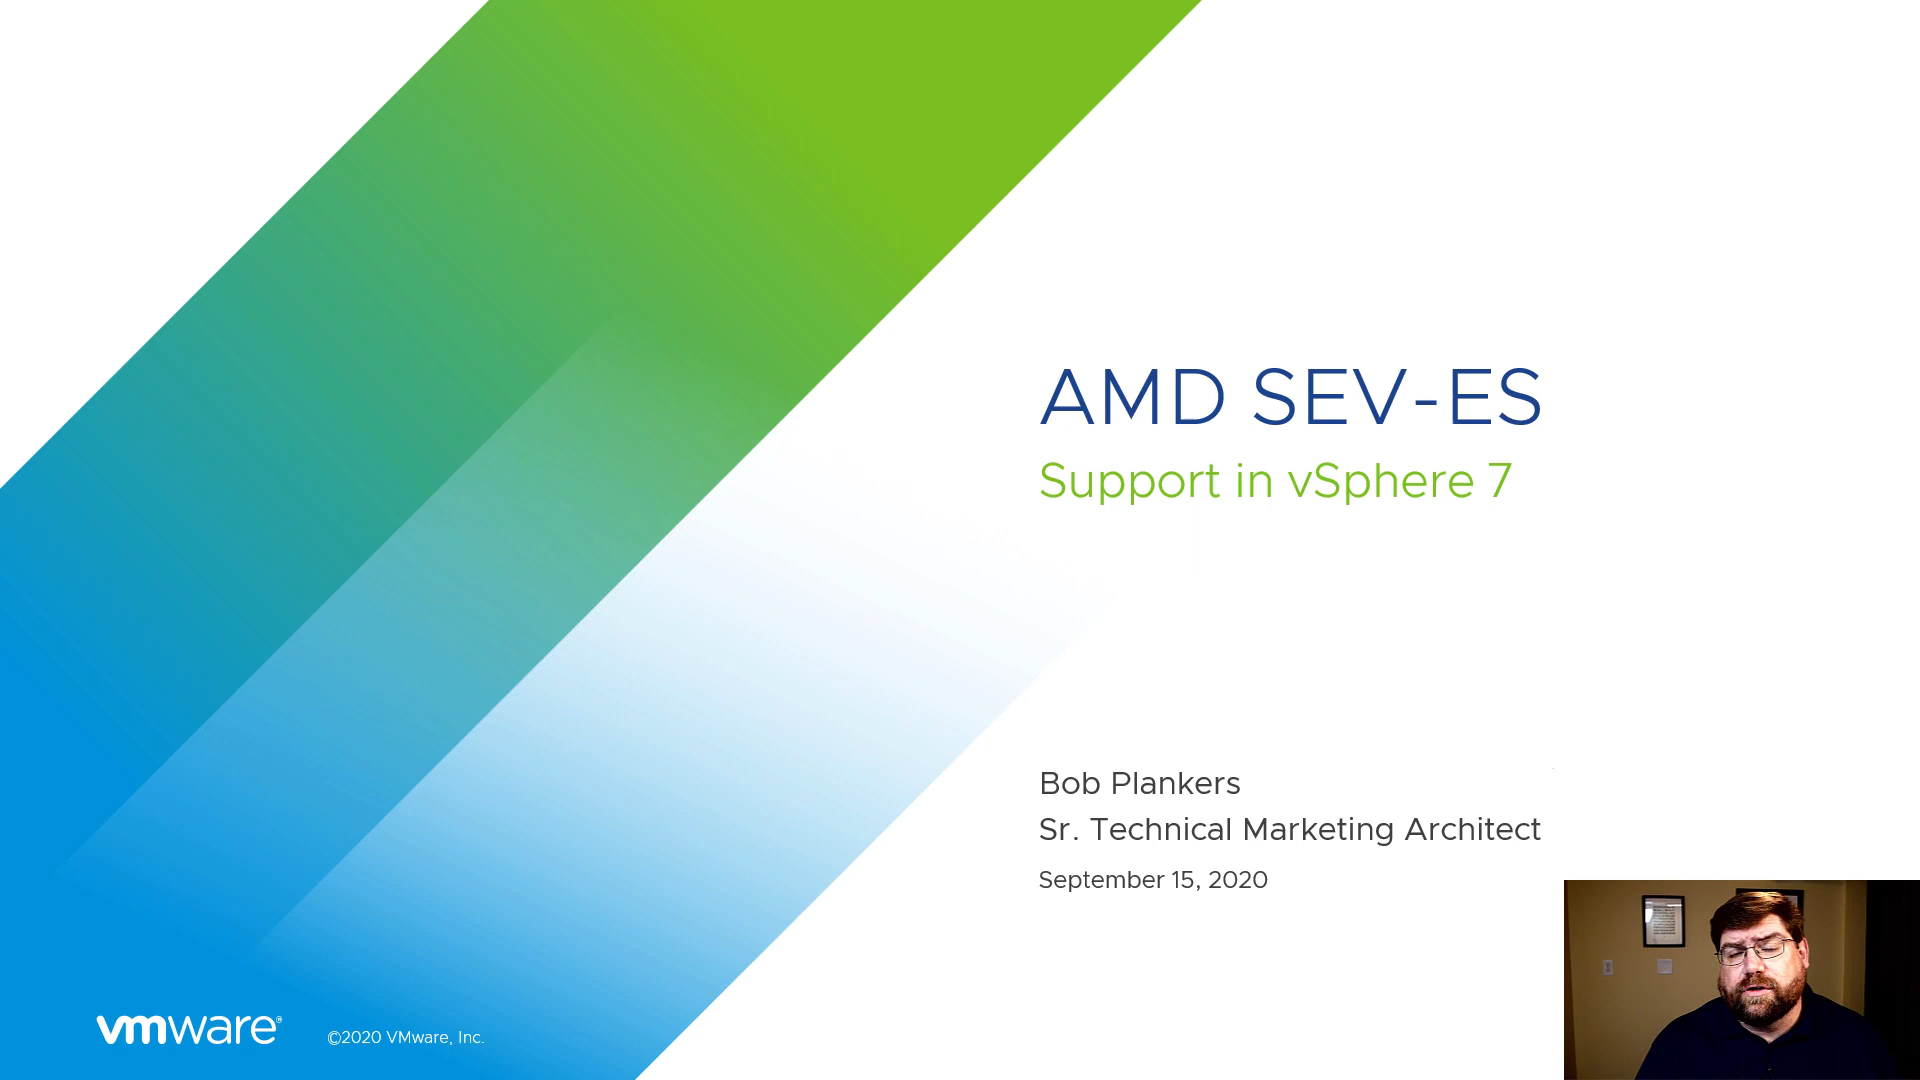 AMD SEV-ES
Support in vSphere 7
Bob Plankers
Sr. Technical Marketing Architect
September 15, 2020
vmware®
©2020 VMware, Inc.